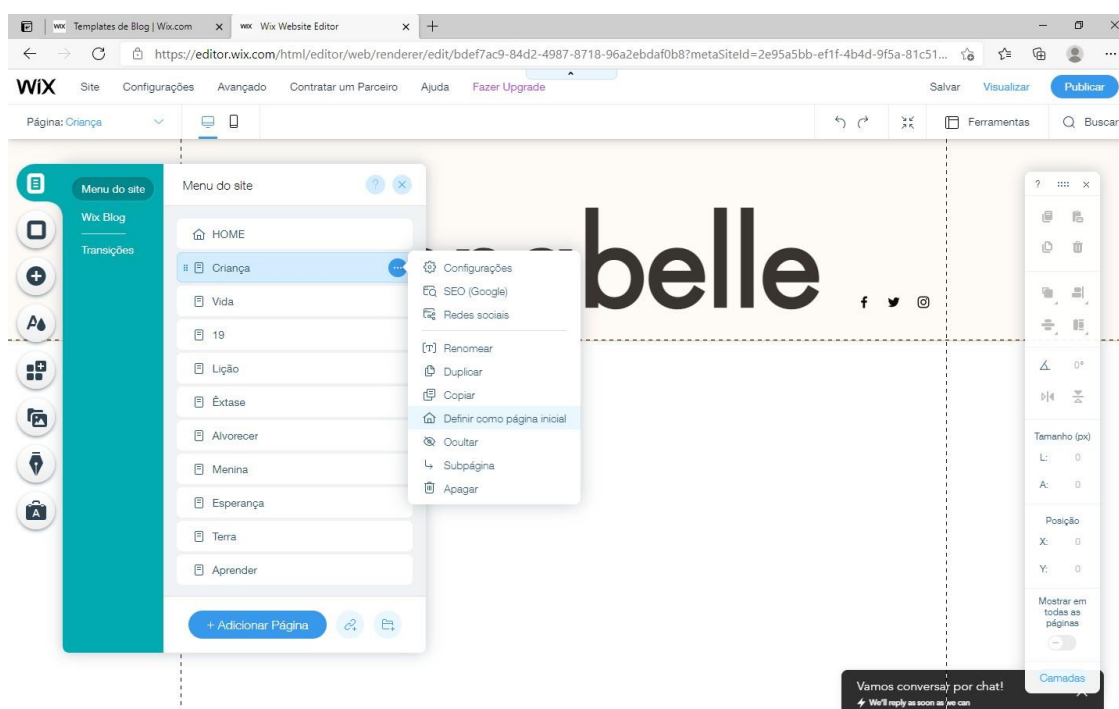 Templates de Blog | Wix.com
Wix Website Editor
https://editor.wix.com/html/editor/web/renderer/edit/bdef7ac9-84d2-4987-8718-96a2ebdaf0b8?metaSiteId=2e95a5bb-ef1f-4b4d-9f5a-81c51...
WiX Site Configurações Avançado Contratar um Parceiro Ajuda Fazer Upgrade Salvar Visualizar Publicar
Página: Criança Ferramentas Buscar
Menu do site
Wix Blog
Transições
Menu do site
?
HOME
Criança
Vida
19
Lição
Êxtase
Alvorecer
Menina
Esperança
Terra
Aprender
+ Adicionar Página
Configurações
SEO (Google)
Redes sociais
Renomear
Duplicar
Copiar
Definir como página inicial
Ocultar
Subpágina
Apagar
belle
?
0°
Tamanho (px)
L: 0
A: 0
Posição
X: 0
Y: 0
Mostrar em
todas as
páginas
Camadas
Vamos conversar por chat!
We'll reply as soon as we can